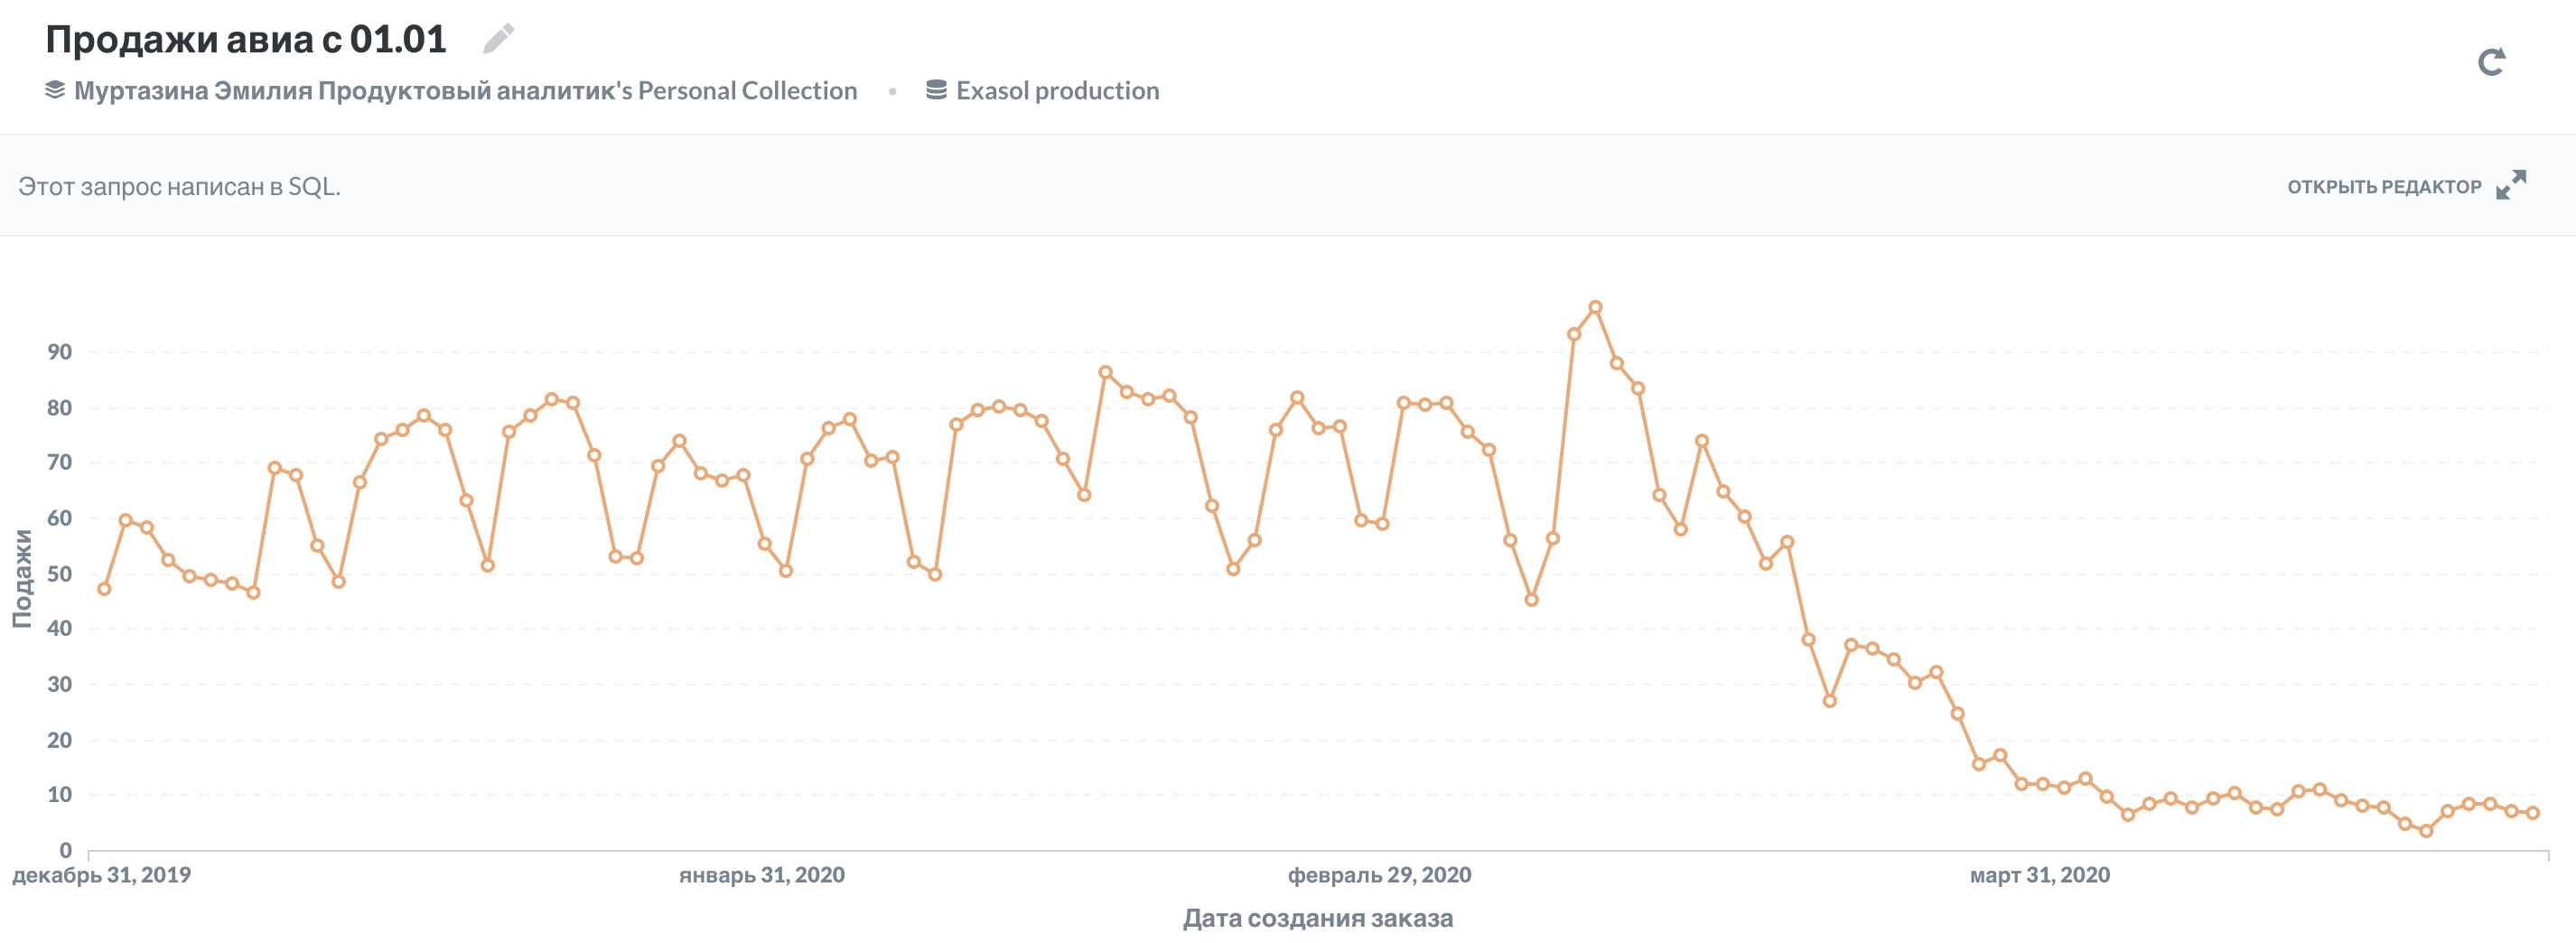 Продажи авиа с 01.01
Муртазина Эмилия Продуктовый аналитик's Personal Collection • Exasol production
Этот запрос написан в SQL.
ОТКРЫТЬ РЕДАКТОР
Подажи
90
80
70
60
50
40
30
20
10
0
декабрь 31, 2019 январь 31, 2020 февраль 29, 2020 март 31, 2020
Дата создания заказа